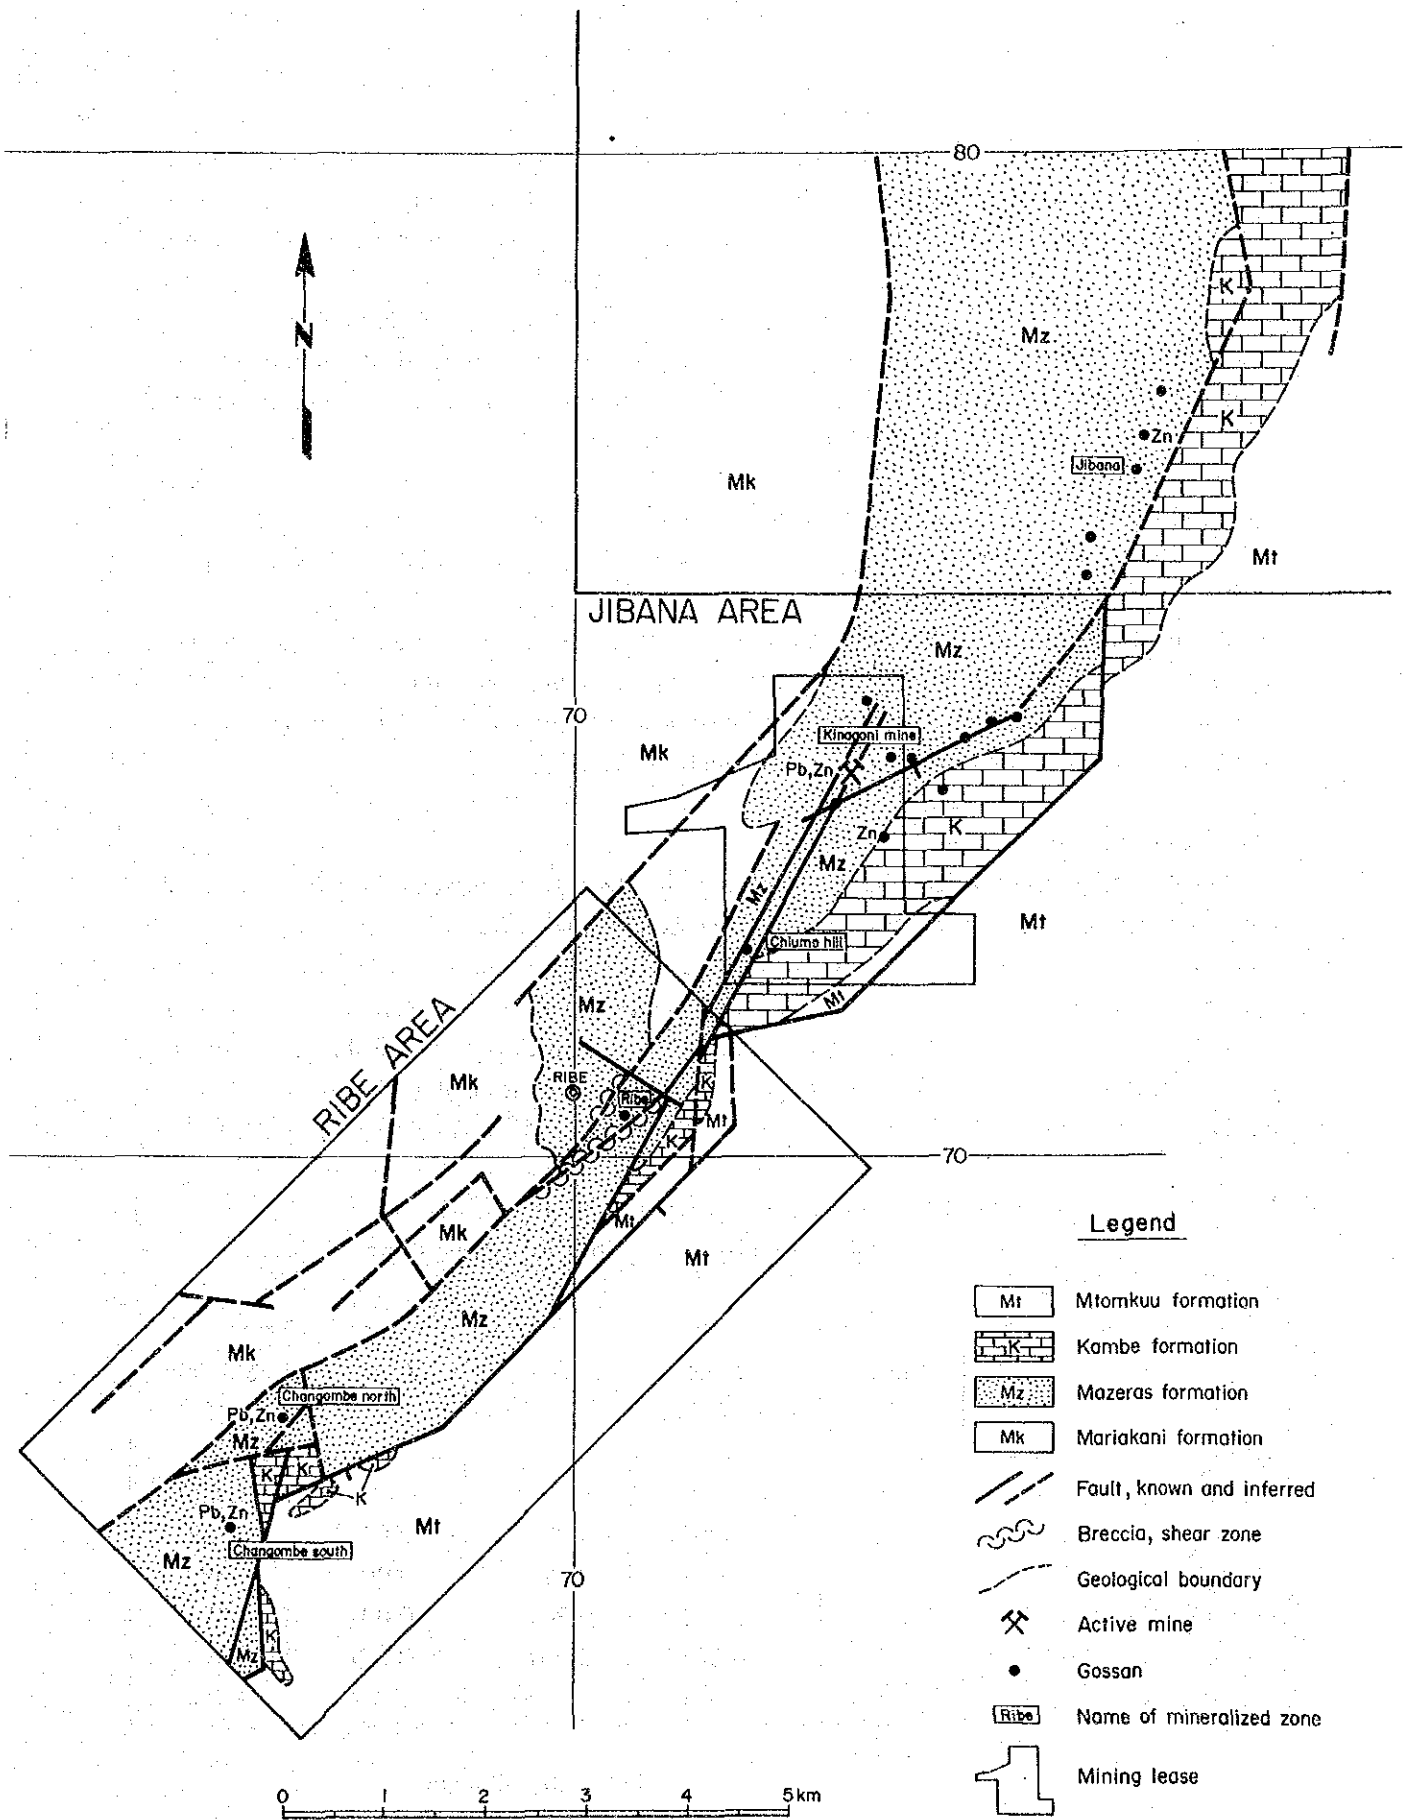 80
N
K
Mz
K
Zn
Jibana
Mk
Mt
JIBANA AREA
Mz
70
Mk
Kinagoni mine
Pb,Zn
K
Zn
Mz
Mz
Mt
Chiume hill
Mz
Mt
RIBE AREA
Mk
RIBE
K
Ribe
Mt
K
70
Mt
Mk
Mt
Mz
Mk
Changombe north
Pb,Zn
Mz
K
K
K
Pb,Zn
Mt
Changombe south
Mz
70
K
Mz
Legend
Mt Mtomkuu formation
K Kambe formation
Mz Mazeras formation
Mk Mariakani formation
Fault, known and inferred
Breccia, shear zone
Geological boundary
Active mine
Gossan
Ribe Name of mineralized zone
Mining lease
0 1 2 3 4 5 km